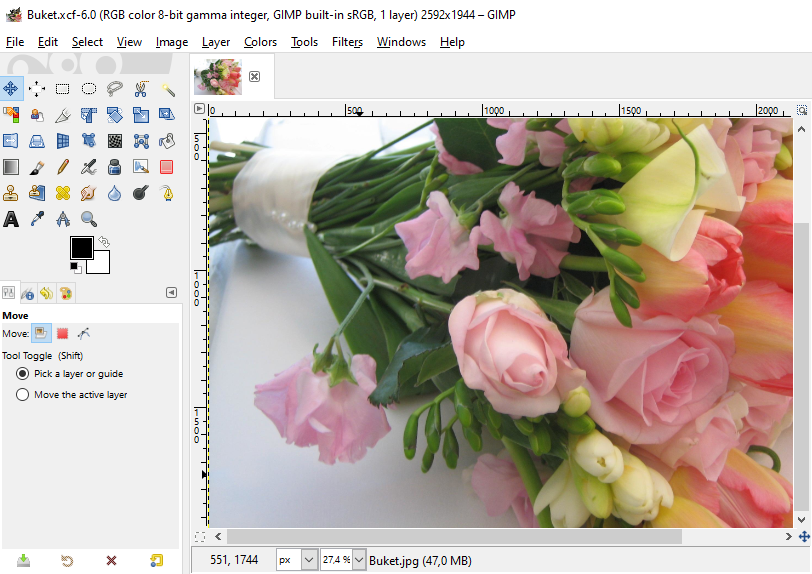 Buket.xcf-6.0 (RGB color 8-bit gamma integer, GIMP built-in sRGB, 1 layer) 2592x1944 – GIMP
File Edit Select View Image Layer Colors Tools Filters Windows Help
0 500 1000 1500 2000
500
1000
1500
Move
Move:
Tool Toggle (Shift)
Pick a layer or guide
Move the active layer
551, 1744 px 27,4 % Buket.jpg (47,0 MB)